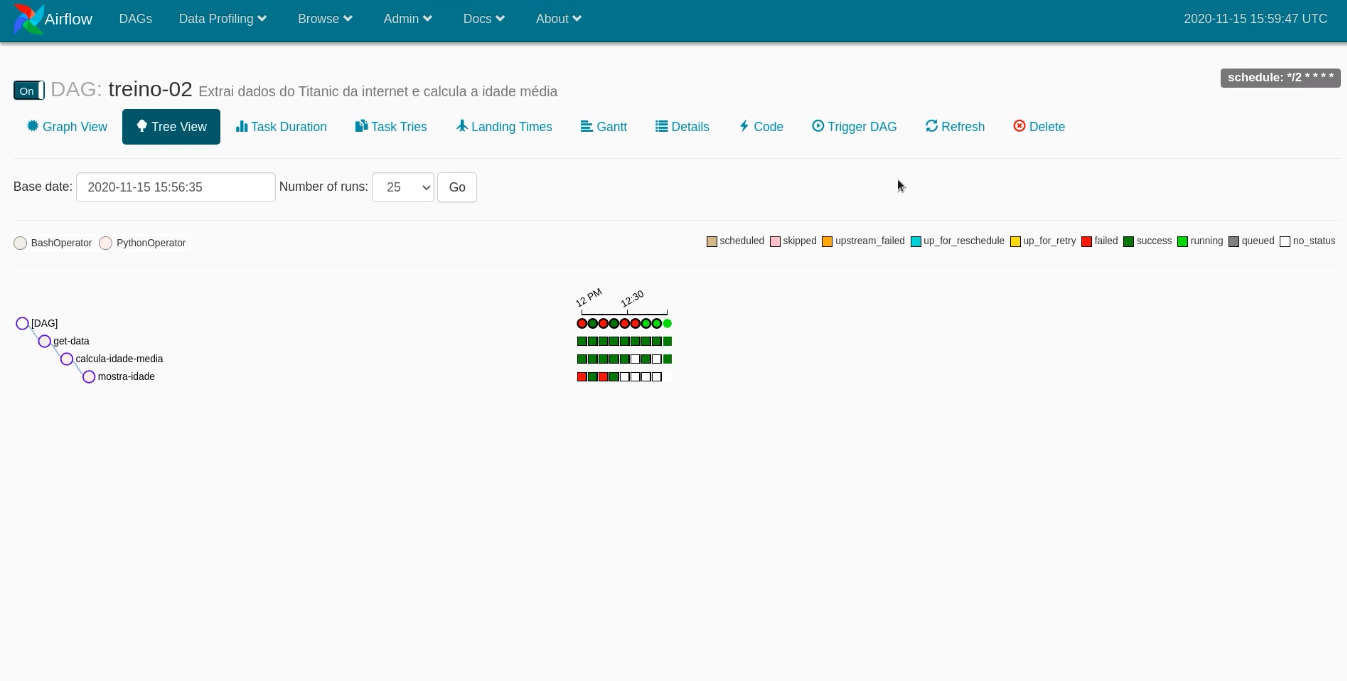 Airflow DAGs Data Profiling Browse Admin Docs About 2020-11-15 15:59:47 UTC
schedule: */2 * * * *
On DAG: treino-02 Extrai dados do Titanic da internet e calcula a idade média
Graph View Tree View Task Duration Task Tries Landing Times Gantt Details Code Trigger DAG Refresh Delete
Base date: 2020-11-15 15:56:35 Number of runs: 25 Go
BashOperator PythonOperator scheduled skipped upstream_failed up_for_reschedule up_for_retry failed success running queued no_status
12 PM 12:30
[DAG]
get-data
calcula-idade-media
mostra-idade